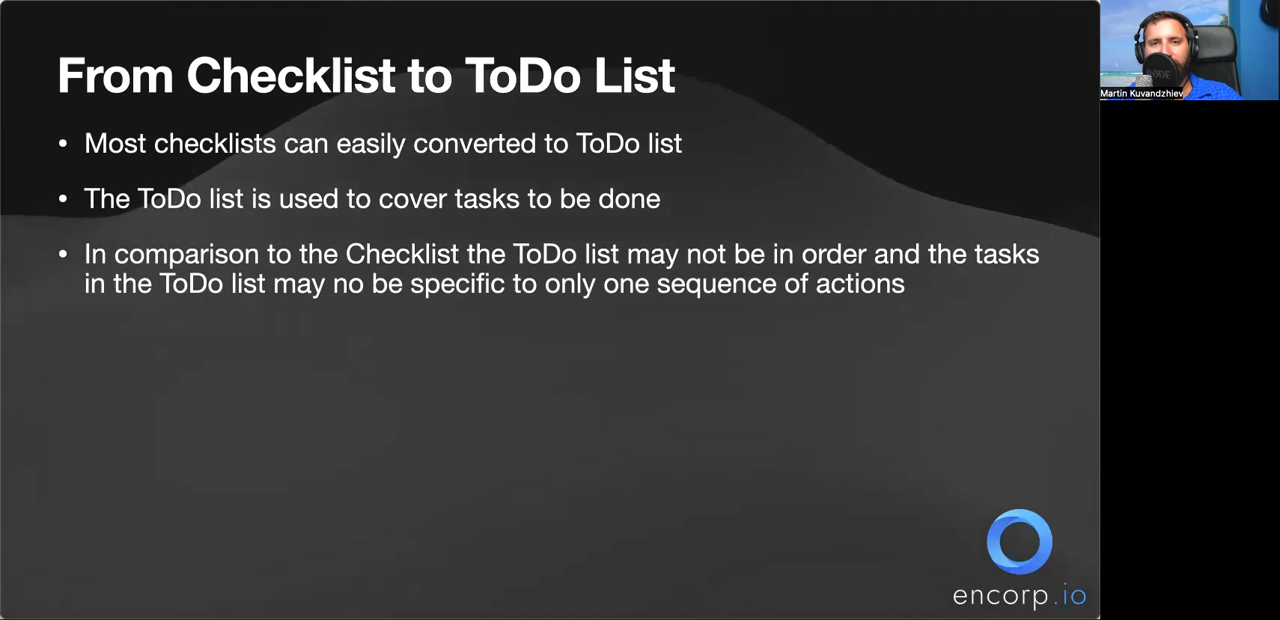 From Checklist to ToDo List
• Most checklists can easily converted to ToDo list
• The ToDo list is used to cover tasks to be done
• In comparison to the Checklist the ToDo list may not be in order and the tasks
in the ToDo list may no be specific to only one sequence of actions
RODE
Martin Kuvandzhiev
encorp.io